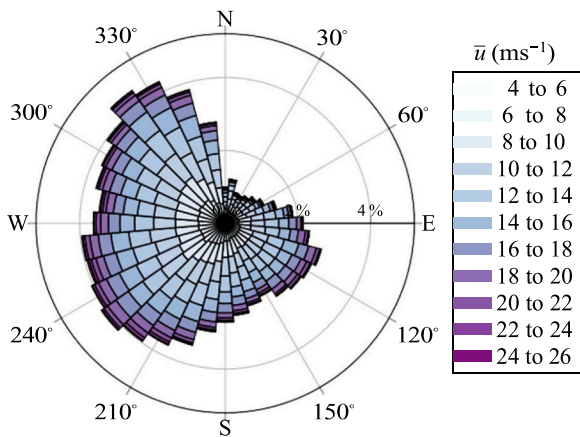 N
330°
30°
300°
60°
W
%
4 %
E
240°
120°
210°
150°
S
u̅ (ms⁻¹)
4 to 6
6 to 8
8 to 10
10 to 12
12 to 14
14 to 16
16 to 18
18 to 20
20 to 22
22 to 24
24 to 26